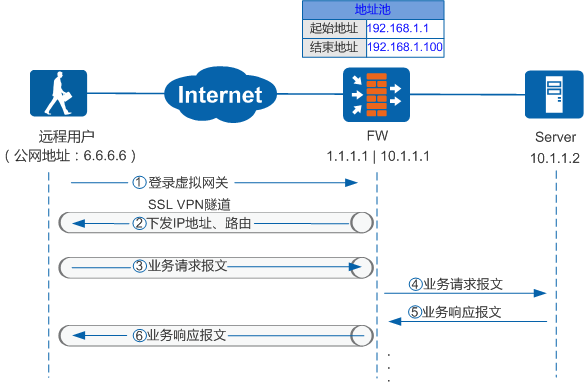 地址池
起始地址 192.168.1.1
结束地址 192.168.1.100
Internet
远程用户
（公网地址：6.6.6.6）
FW
1.1.1.1 | 10.1.1.1
Server
10.1.1.2
①登录虚拟网关
SSL VPN隧道
②下发IP地址、路由
③业务请求报文
④业务请求报文
⑤业务响应报文
⑥业务响应报文